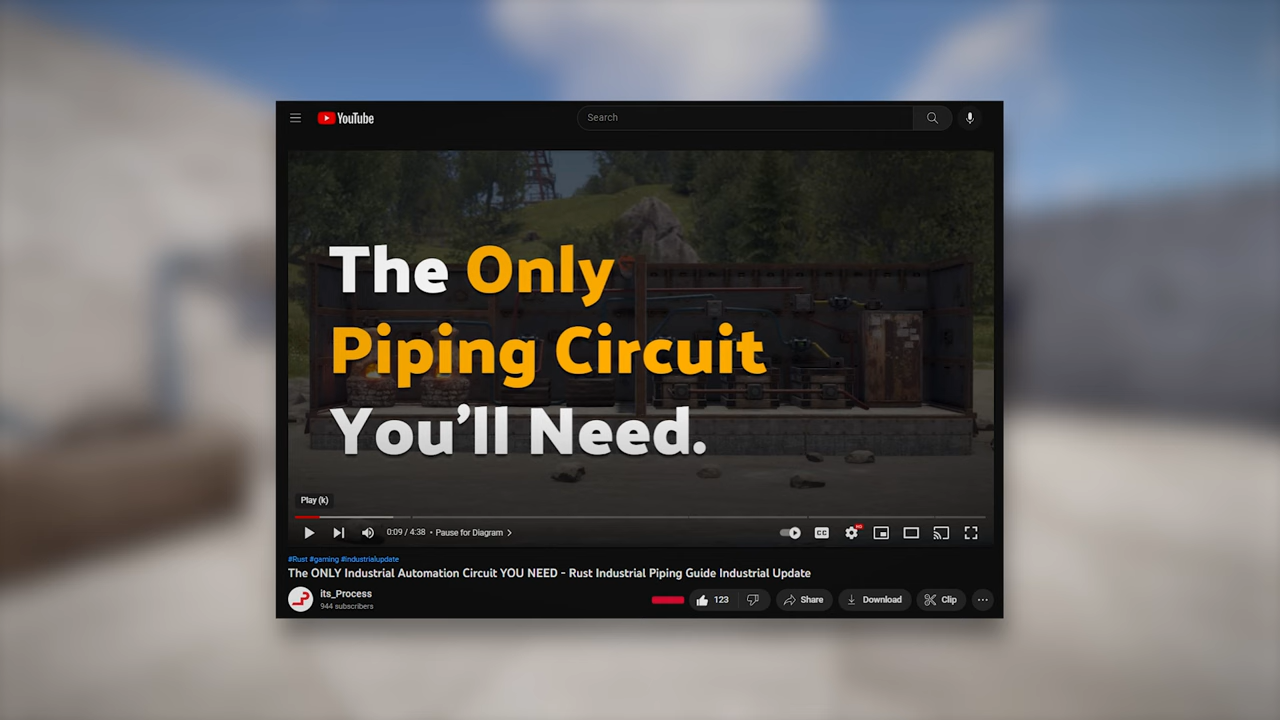 YouTube
Search
The Only
Piping Circuit
You'll Need.
Play (k)
0:09 / 4:38 • Pause for Diagram
CC
HD
#Rust #gaming #industrialupdate
The ONLY Industrial Automation Circuit YOU NEED - Rust Industrial Piping Guide Industrial Update
its_Process
944 subscribers
123
Share
Download
Clip